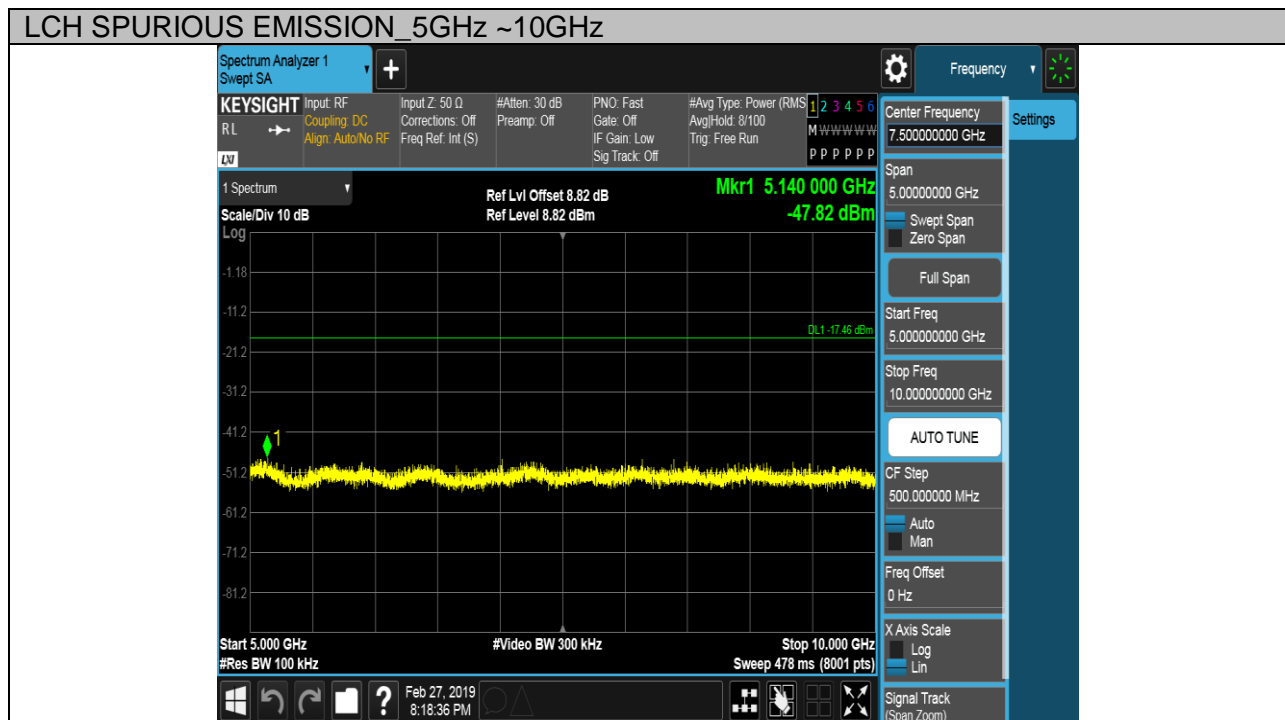 LCH SPURIOUS EMISSION_5GHz ~10GHz
Spectrum Analyzer 1
Swept SA
+
Frequency
KEYSIGHT
RL
LXI
Input: RF
Coupling: DC
Align: Auto/No RF
Input Z: 50 Ω
Corrections: Off
Freq Ref: Int (S)
#Atten: 30 dB
Preamp: Off
PNO: Fast
Gate: Off
IF Gain: Low
Sig Track: Off
#Avg Type: Power (RMS
Avg|Hold: 8/100
Trig: Free Run
1 2 3 4 5 6
M W W W W W
P P P P P P
Center Frequency
7.500000000 GHz
Settings
1 Spectrum
Ref Lvl Offset 8.82 dB
Mkr1 5.140 000 GHz
Scale/Div 10 dB
Ref Level 8.82 dBm
-47.82 dBm
Log
-1.18
-11.2
DL1 -17.46 dBm
-21.2
-31.2
-41.2
1
-51.2
-61.2
-71.2
-81.2
Start 5.000 GHz
#Video BW 300 kHz
Stop 10.000 GHz
#Res BW 100 kHz
Sweep 478 ms (8001 pts)
Span
5.00000000 GHz
Swept Span
Zero Span
Full Span
Start Freq
5.000000000 GHz
Stop Freq
10.000000000 GHz
AUTO TUNE
CF Step
500.000000 MHz
Auto
Man
Freq Offset
0 Hz
X Axis Scale
Log
Lin
Signal Track
(Span Zoom)
?
Feb 27, 2019
8:18:36 PM